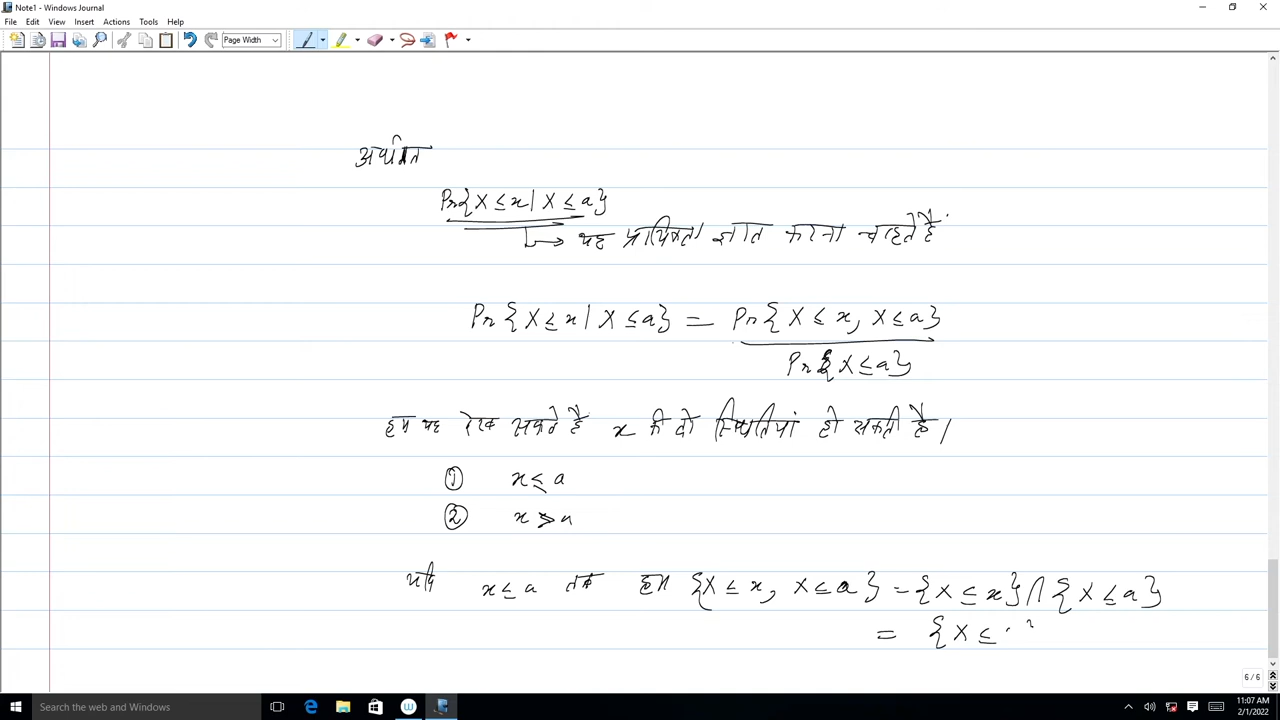 Note1 - Windows Journal
File Edit View Insert Actions Tools Help
Page Width
अर्थात
Pr{X ≤ x | X ≤ a}
यह प्रायिकता ज्ञात करना चाहते हैं
Pr{X ≤ x | X ≤ a} = Pr{X ≤ x, X ≤ a}
Pr{X ≤ a}
हम यह देख सकते हैं x की दो स्थितियां हो सकती हैं।
① x ≤ a
② x > a
यदि x ≤ a तब हम {X ≤ x, X ≤ a} = {X ≤ x} ∩ {X ≤ a}
= {X ≤
6 / 6
Search the web and Windows
11:07 AM
2/1/2022